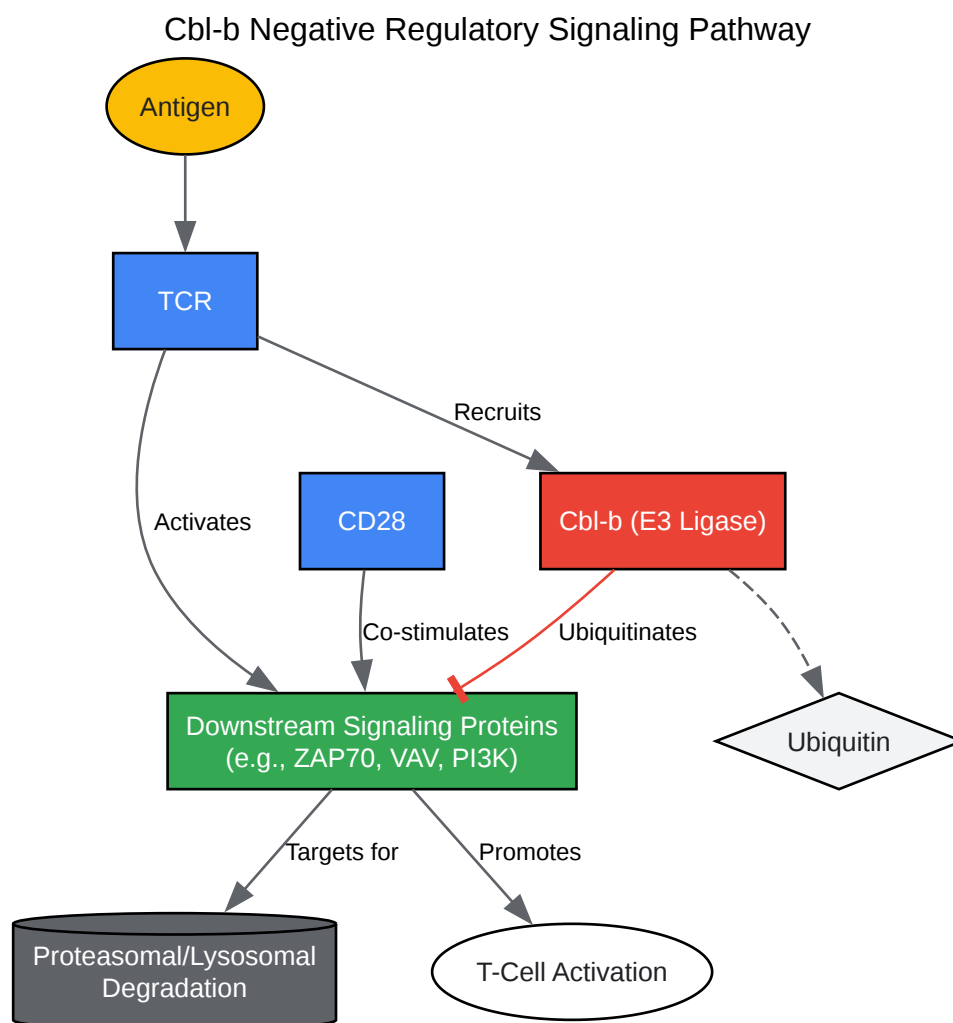 Cbl-b Negative Regulatory Signaling Pathway
Antigen
TCR
Recruits
Activates
CD28
Cbl-b (E3 Ligase)
Co-stimulates
Ubiquitinates
Downstream Signaling Proteins
(e.g., ZAP70, VAV, PI3K)
Ubiquitin
Targets for
Promotes
Proteasomal/Lysosomal
Degradation
T-Cell Activation